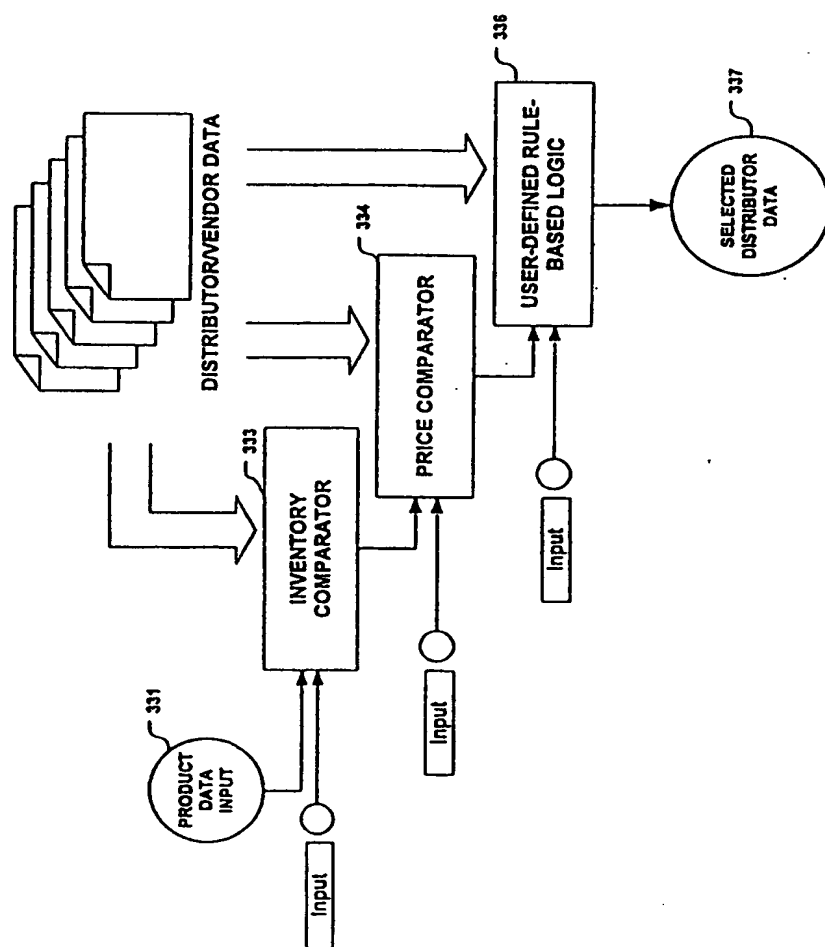 331
PRODUCT
DATA
INPUT
Input
333
INVENTORY
COMPARATOR
DISTRIBUTOR/VENDOR DATA
Input
334
PRICE COMPARATOR
Input
336
USER-DEFINED RULE-
BASED LOGIC
337
SELECTED
DISTRIBUTOR
DATA